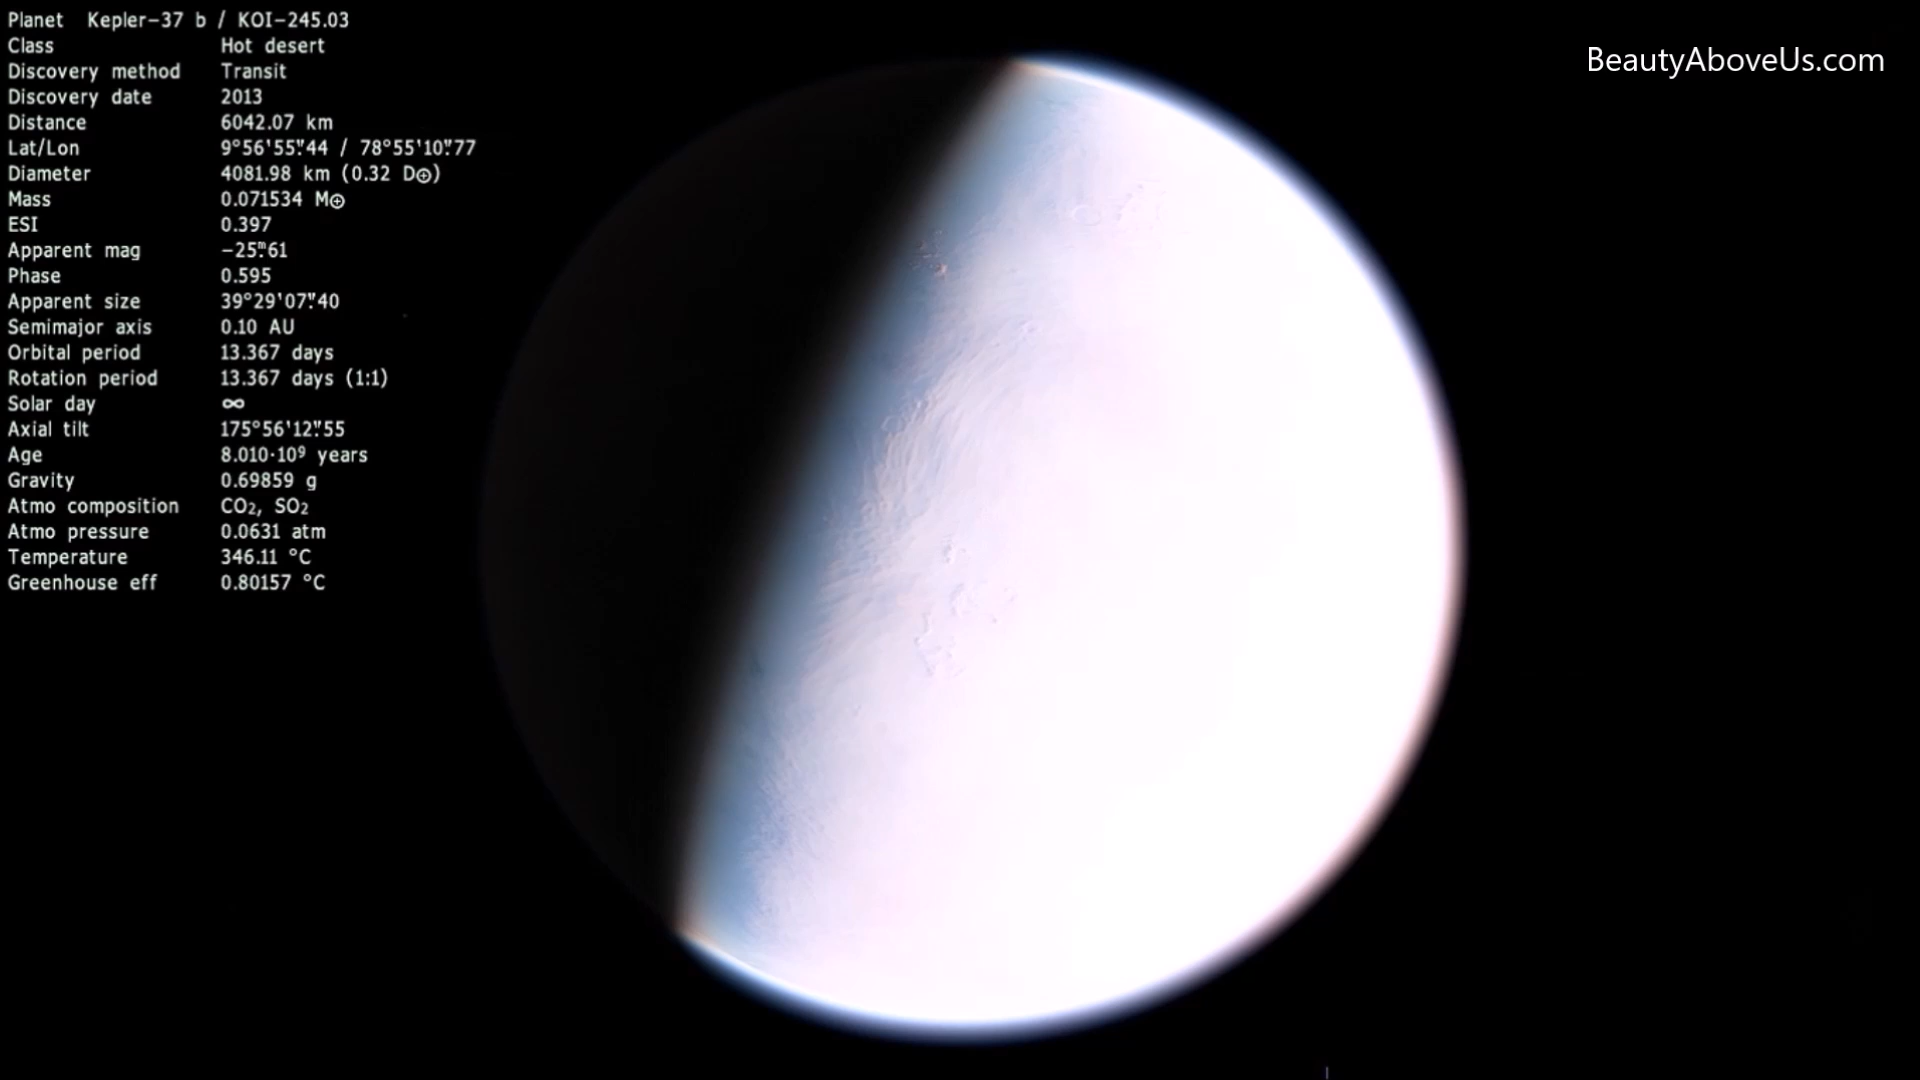 Planet Kepler-37 b / KOI-245.03
BeautyAboveUs.com
Class Hot desert
Discovery method Transit
Discovery date 2013
Distance 6042.07 km
Lat/Lon 9°56'55".44 / 78°55'10".77
Diameter 4081.98 km (0.32 D⊕)
Mass 0.071534 M⊕
ESI 0.397
Apparent mag −25ᵐ.61
Phase 0.595
Apparent size 39°29'07".40
Semimajor axis 0.10 AU
Orbital period 13.367 days
Rotation period 13.367 days (1:1)
Solar day ∞
Axial tilt 175°56'12".55
Age 8.010·10⁹ years
Gravity 0.69859 g
Atmo composition CO₂, SO₂
Atmo pressure 0.0631 atm
Temperature 346.11 °C
Greenhouse eff 0.80157 °C